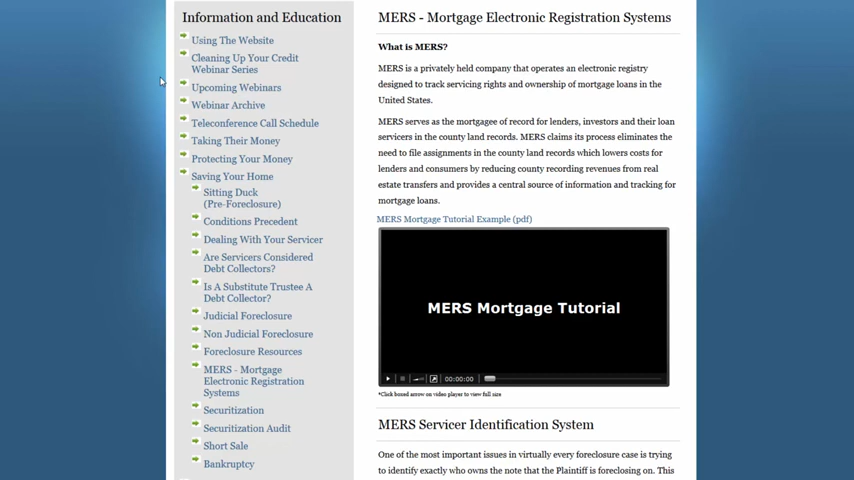 Information and Education
Using The Website
Cleaning Up Your Credit
Webinar Series
Upcoming Webinars
Webinar Archive
Teleconference Call Schedule
Taking Their Money
Protecting Your Money
Saving Your Home
Sitting Duck
(Pre-Foreclosure)
Conditions Precedent
Dealing With Your Servicer
Are Servicers Considered
Debt Collectors?
Is A Substitute Trustee A
Debt Collector?
Judicial Foreclosure
Non Judicial Foreclosure
Foreclosure Resources
MERS - Mortgage
Electronic Registration
Systems
Securitization
Securitization Audit
Short Sale
Bankruptcy
MERS - Mortgage Electronic Registration Systems
What is MERS?
MERS is a privately held company that operates an electronic registry
designed to track servicing rights and ownership of mortgage loans in the
United States.
MERS serves as the mortgagee of record for lenders, investors and their loan
servicers in the county land records. MERS claims its process eliminates the
need to file assignments in the county land records which lowers costs for
lenders and consumers by reducing county recording revenues from real
estate transfers and provides a central source of information and tracking for
mortgage loans.
MERS Mortgage Tutorial Example (pdf)
MERS Mortgage Tutorial
00:00:00
*Click boxed arrow on video player to view full size
MERS Servicer Identification System
One of the most important issues in virtually every foreclosure case is trying
to identify exactly who owns the note that the Plaintiff is foreclosing on. This